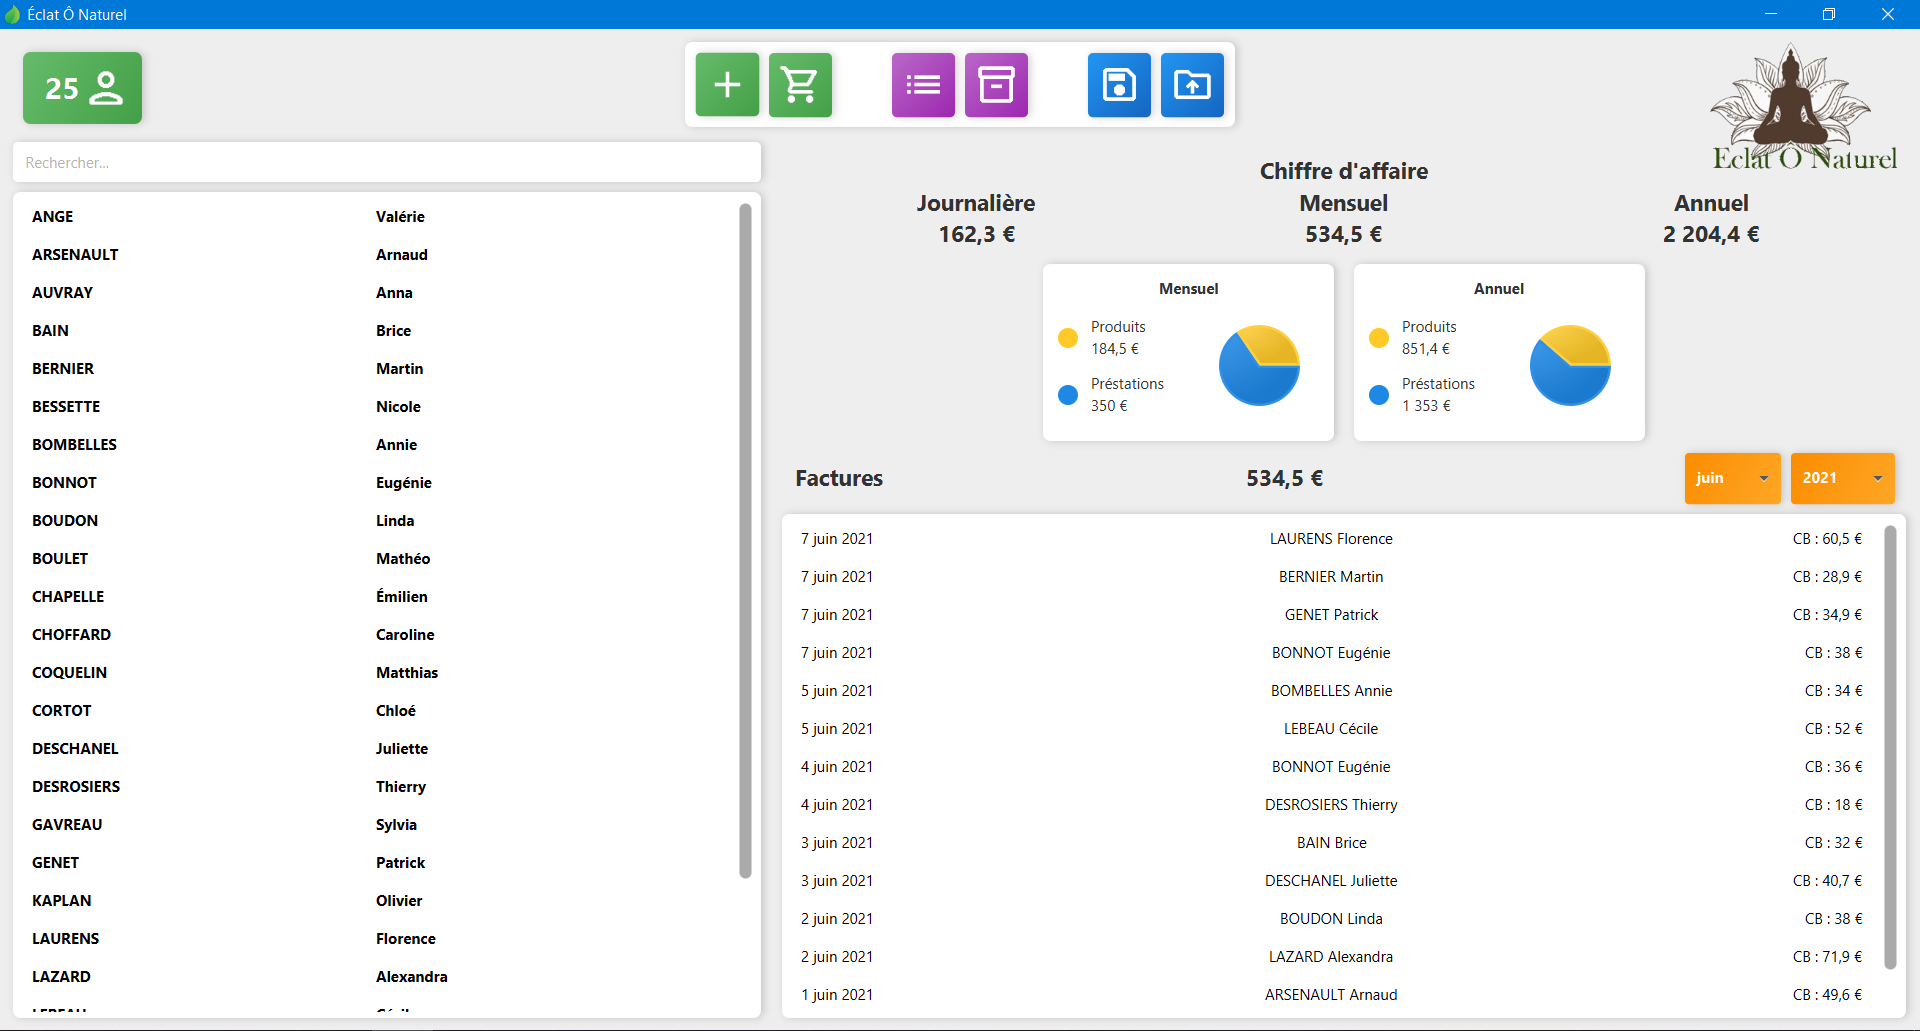 Éclat Ô Naturel
25
Eclat Ô Naturel
Rechercher...
ANGE Valérie
ARSENAULT Arnaud
AUVRAY Anna
BAIN Brice
BERNIER Martin
BESSETTE Nicole
BOMBELLES Annie
BONNOT Eugénie
BOUDON Linda
BOULET Mathéo
CHAPELLE Émilien
CHOFFARD Caroline
COQUELIN Matthias
CORTOT Chloé
DESCHANEL Juliette
DESROSIERS Thierry
GAVREAU Sylvia
GENET Patrick
KAPLAN Olivier
LAURENS Florence
LAZARD Alexandra
LEBEAU Cécile
Chiffre d'affaire
Journalière Mensuel Annuel
162,3 € 534,5 € 2 204,4 €
Mensuel
Produits
184,5 €
Préstations
350 €
Annuel
Produits
851,4 €
Préstations
1 353 €
Factures 534,5 € juin 2021
7 juin 2021 LAURENS Florence CB : 60,5 €
7 juin 2021 BERNIER Martin CB : 28,9 €
7 juin 2021 GENET Patrick CB : 34,9 €
7 juin 2021 BONNOT Eugénie CB : 38 €
5 juin 2021 BOMBELLES Annie CB : 34 €
5 juin 2021 LEBEAU Cécile CB : 52 €
4 juin 2021 BONNOT Eugénie CB : 36 €
4 juin 2021 DESROSIERS Thierry CB : 18 €
3 juin 2021 BAIN Brice CB : 32 €
3 juin 2021 DESCHANEL Juliette CB : 40,7 €
2 juin 2021 BOUDON Linda CB : 38 €
2 juin 2021 LAZARD Alexandra CB : 71,9 €
1 juin 2021 ARSENAULT Arnaud CB : 49,6 €